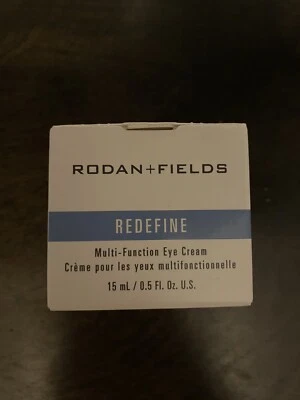 RODAN+FIELDS
REDEFINE
Multi-Function Eye Cream
Crème pour les yeux multifonctionnelle
15 mL / 0.5 Fl. Oz. U.S.